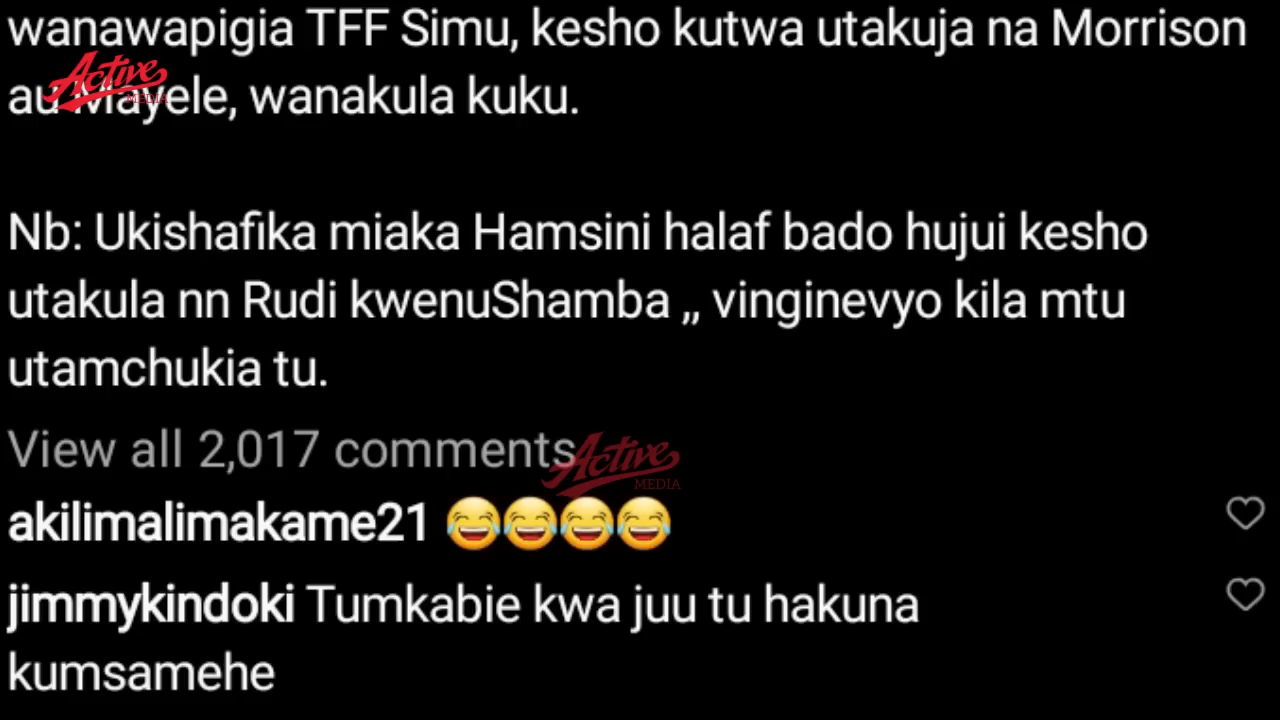 wanawapigia TFF Simu, kesho kutwa utakuja na Morrison
au Mayele, wanakula kuku.
Active
MEDIA
Nb: Ukishafika miaka Hamsini halaf bado hujui kesho
utakula nn Rudi kwenuShamba ,, vinginevyo kila mtu
utamchukia tu.
View all 2,017 comments
Active
MEDIA
akilimalimakame21 😂😂😂😂
jimmykindoki Tumkabie kwa juu tu hakuna
kumsamehe